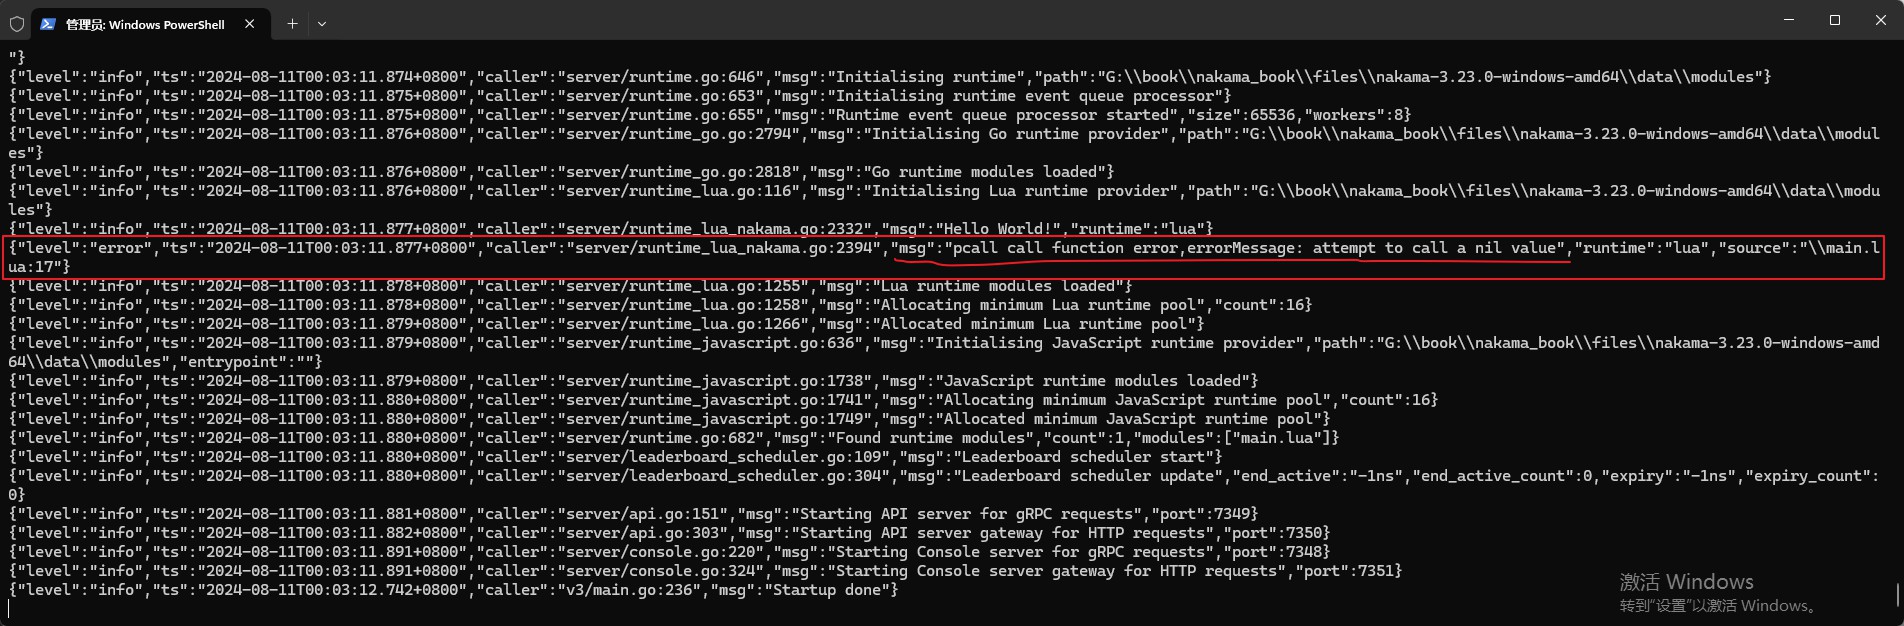 管理员: Windows PowerShell
"}
{"level":"info","ts":"2024-08-11T00:03:11.874+0800","caller":"server/runtime.go:646","msg":"Initialising runtime","path":"G:\\book\\nakama_book\\files\\nakama-3.23.0-windows-amd64\\data\\modules"}
{"level":"info","ts":"2024-08-11T00:03:11.875+0800","caller":"server/runtime.go:653","msg":"Initialising runtime event queue processor"}
{"level":"info","ts":"2024-08-11T00:03:11.875+0800","caller":"server/runtime.go:655","msg":"Runtime event queue processor started","size":65536,"workers":8}
{"level":"info","ts":"2024-08-11T00:03:11.876+0800","caller":"server/runtime_go.go:2794","msg":"Initialising Go runtime provider","path":"G:\\book\\nakama_book\\files\\nakama-3.23.0-windows-amd64\\data\\modul
es"}
{"level":"info","ts":"2024-08-11T00:03:11.876+0800","caller":"server/runtime_go.go:2818","msg":"Go runtime modules loaded"}
{"level":"info","ts":"2024-08-11T00:03:11.876+0800","caller":"server/runtime_lua.go:116","msg":"Initialising Lua runtime provider","path":"G:\\book\\nakama_book\\files\\nakama-3.23.0-windows-amd64\\data\\modu
les"}
{"level":"info","ts":"2024-08-11T00:03:11.877+0800","caller":"server/runtime_lua_nakama.go:2332","msg":"Hello World!","runtime":"lua"}
{"level":"error","ts":"2024-08-11T00:03:11.877+0800","caller":"server/runtime_lua_nakama.go:2394","msg":"pcall call function error,errorMessage: attempt to call a nil value","runtime":"lua","source":"\\main.l
ua:17"}
{"level":"info","ts":"2024-08-11T00:03:11.878+0800","caller":"server/runtime_lua.go:1255","msg":"Lua runtime modules loaded"}
{"level":"info","ts":"2024-08-11T00:03:11.878+0800","caller":"server/runtime_lua.go:1258","msg":"Allocating minimum Lua runtime pool","count":16}
{"level":"info","ts":"2024-08-11T00:03:11.879+0800","caller":"server/runtime_lua.go:1266","msg":"Allocated minimum Lua runtime pool"}
{"level":"info","ts":"2024-08-11T00:03:11.879+0800","caller":"server/runtime_javascript.go:636","msg":"Initialising JavaScript runtime provider","path":"G:\\book\\nakama_book\\files\\nakama-3.23.0-windows-amd
64\\data\\modules","entrypoint":""}
{"level":"info","ts":"2024-08-11T00:03:11.879+0800","caller":"server/runtime_javascript.go:1738","msg":"JavaScript runtime modules loaded"}
{"level":"info","ts":"2024-08-11T00:03:11.880+0800","caller":"server/runtime_javascript.go:1741","msg":"Allocating minimum JavaScript runtime pool","count":16}
{"level":"info","ts":"2024-08-11T00:03:11.880+0800","caller":"server/runtime_javascript.go:1749","msg":"Allocated minimum JavaScript runtime pool"}
{"level":"info","ts":"2024-08-11T00:03:11.880+0800","caller":"server/runtime.go:682","msg":"Found runtime modules","count":1,"modules":["main.lua"]}
{"level":"info","ts":"2024-08-11T00:03:11.880+0800","caller":"server/leaderboard_scheduler.go:109","msg":"Leaderboard scheduler start"}
{"level":"info","ts":"2024-08-11T00:03:11.880+0800","caller":"server/leaderboard_scheduler.go:304","msg":"Leaderboard scheduler update","end_active":"-1ns","end_active_count":0,"expiry":"-1ns","expiry_count":
0}
{"level":"info","ts":"2024-08-11T00:03:11.881+0800","caller":"server/api.go:151","msg":"Starting API server for gRPC requests","port":7349}
{"level":"info","ts":"2024-08-11T00:03:11.882+0800","caller":"server/api.go:303","msg":"Starting API server gateway for HTTP requests","port":7350}
{"level":"info","ts":"2024-08-11T00:03:11.891+0800","caller":"server/console.go:220","msg":"Starting Console server for gRPC requests","port":7348}
{"level":"info","ts":"2024-08-11T00:03:11.891+0800","caller":"server/console.go:324","msg":"Starting Console server gateway for HTTP requests","port":7351}
{"level":"info","ts":"2024-08-11T00:03:12.742+0800","caller":"v3/main.go:236","msg":"Startup done"}
激活 Windows
转到"设置"以激活 Windows。